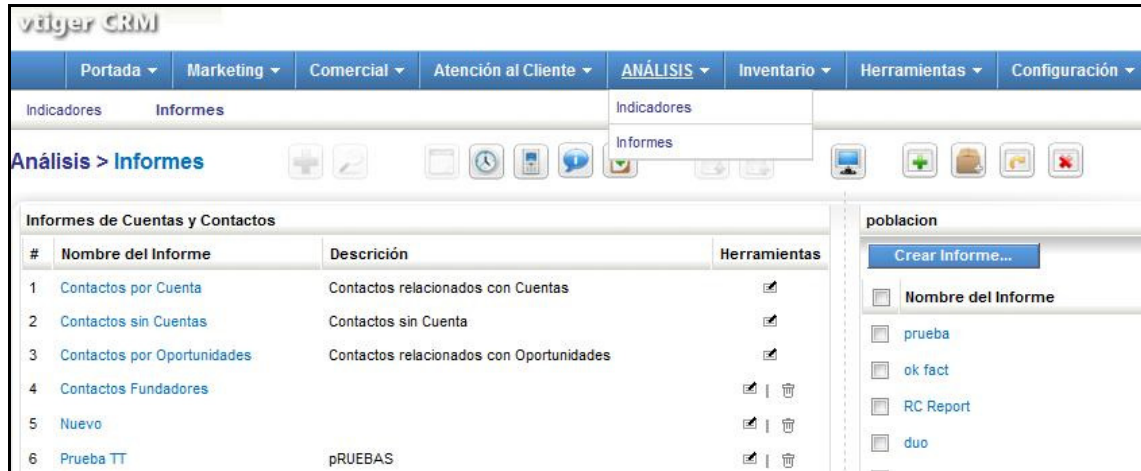 vtiger CRM
Portada Marketing Comercial Atención al Cliente ANÁLISIS Inventario Herramientas Configuración
Indicadores Informes
Indicadores
Informes
Análisis > Informes
Informes de Cuentas y Contactos
# Nombre del Informe Descrición Herramientas
1 Contactos por Cuenta Contactos relacionados con Cuentas
2 Contactos sin Cuentas Contactos sin Cuenta
3 Contactos por Oportunidades Contactos relacionados con Oportunidades
4 Contactos Fundadores
5 Nuevo
6 Prueba TT pRUEBAS
poblacion
Crear Informe...
Nombre del Informe
prueba
ok fact
RC Report
duo